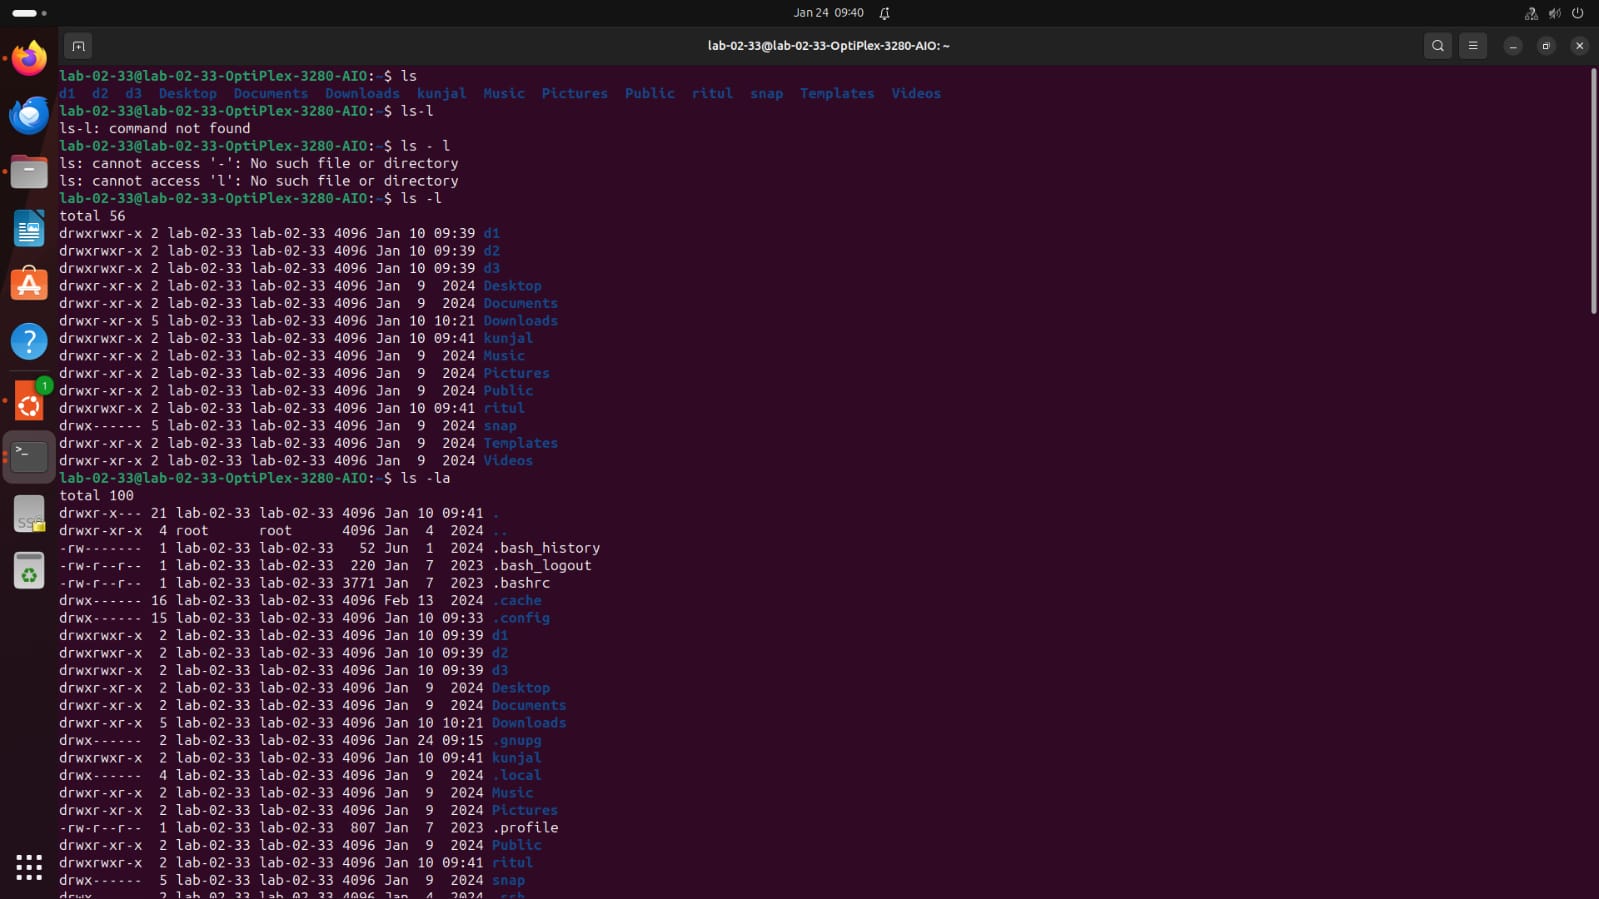 Jan 24 09:40
lab-02-33@lab-02-33-OptiPlex-3280-AIO: ~
lab-02-33@lab-02-33-OptiPlex-3280-AIO:~$ ls
d1 d2 d3 Desktop Documents Downloads kunjal Music Pictures Public ritul snap Templates Videos
lab-02-33@lab-02-33-OptiPlex-3280-AIO:~$ ls-l
ls-l: command not found
lab-02-33@lab-02-33-OptiPlex-3280-AIO:~$ ls - l
ls: cannot access '-': No such file or directory
ls: cannot access 'l': No such file or directory
lab-02-33@lab-02-33-OptiPlex-3280-AIO:~$ ls -l
total 56
drwxrwxr-x 2 lab-02-33 lab-02-33 4096 Jan 10 09:39 d1
drwxrwxr-x 2 lab-02-33 lab-02-33 4096 Jan 10 09:39 d2
drwxrwxr-x 2 lab-02-33 lab-02-33 4096 Jan 10 09:39 d3
drwxr-xr-x 2 lab-02-33 lab-02-33 4096 Jan 9 2024 Desktop
drwxr-xr-x 2 lab-02-33 lab-02-33 4096 Jan 9 2024 Documents
drwxr-xr-x 5 lab-02-33 lab-02-33 4096 Jan 10 10:21 Downloads
drwxrwxr-x 2 lab-02-33 lab-02-33 4096 Jan 10 09:41 kunjal
drwxr-xr-x 2 lab-02-33 lab-02-33 4096 Jan 9 2024 Music
drwxr-xr-x 2 lab-02-33 lab-02-33 4096 Jan 9 2024 Pictures
drwxr-xr-x 2 lab-02-33 lab-02-33 4096 Jan 9 2024 Public
drwxrwxr-x 2 lab-02-33 lab-02-33 4096 Jan 10 09:41 ritul
drwx------ 5 lab-02-33 lab-02-33 4096 Jan 9 2024 snap
drwxr-xr-x 2 lab-02-33 lab-02-33 4096 Jan 9 2024 Templates
drwxr-xr-x 2 lab-02-33 lab-02-33 4096 Jan 9 2024 Videos
lab-02-33@lab-02-33-OptiPlex-3280-AIO:~$ ls -la
total 100
drwxr-x--- 21 lab-02-33 lab-02-33 4096 Jan 10 09:41 .
drwxr-xr-x 4 root root 4096 Jan 4 2024 ..
-rw------- 1 lab-02-33 lab-02-33 52 Jun 1 2024 .bash_history
-rw-r--r-- 1 lab-02-33 lab-02-33 220 Jan 7 2023 .bash_logout
-rw-r--r-- 1 lab-02-33 lab-02-33 3771 Jan 7 2023 .bashrc
drwx------ 16 lab-02-33 lab-02-33 4096 Feb 13 2024 .cache
drwx------ 15 lab-02-33 lab-02-33 4096 Jan 10 09:33 .config
drwxrwxr-x 2 lab-02-33 lab-02-33 4096 Jan 10 09:39 d1
drwxrwxr-x 2 lab-02-33 lab-02-33 4096 Jan 10 09:39 d2
drwxrwxr-x 2 lab-02-33 lab-02-33 4096 Jan 10 09:39 d3
drwxr-xr-x 2 lab-02-33 lab-02-33 4096 Jan 9 2024 Desktop
drwxr-xr-x 2 lab-02-33 lab-02-33 4096 Jan 9 2024 Documents
drwxr-xr-x 5 lab-02-33 lab-02-33 4096 Jan 10 10:21 Downloads
drwx------ 2 lab-02-33 lab-02-33 4096 Jan 24 09:15 .gnupg
drwxrwxr-x 2 lab-02-33 lab-02-33 4096 Jan 10 09:41 kunjal
drwx------ 4 lab-02-33 lab-02-33 4096 Jan 9 2024 .local
drwxr-xr-x 2 lab-02-33 lab-02-33 4096 Jan 9 2024 Music
drwxr-xr-x 2 lab-02-33 lab-02-33 4096 Jan 9 2024 Pictures
-rw-r--r-- 1 lab-02-33 lab-02-33 807 Jan 7 2023 .profile
drwxr-xr-x 2 lab-02-33 lab-02-33 4096 Jan 9 2024 Public
drwxrwxr-x 2 lab-02-33 lab-02-33 4096 Jan 10 09:41 ritul
drwx------ 5 lab-02-33 lab-02-33 4096 Jan 9 2024 snap
drwx------ 2 lab-02-33 lab-02-33 4096 Jan 4 2024 .ssh
1